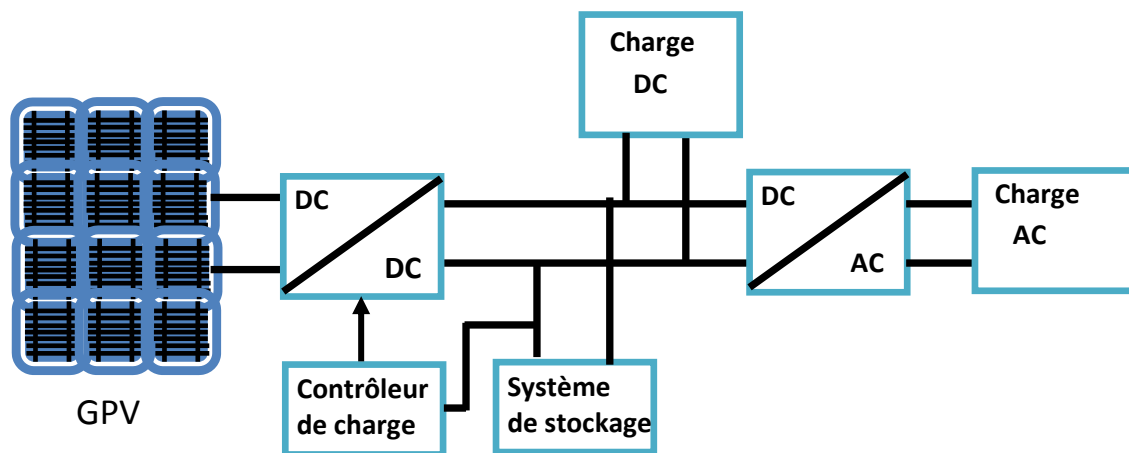 Charge
DC
DC
DC
DC
AC
Charge
AC
GPV
Contrôleur
de charge
Système
de stockage